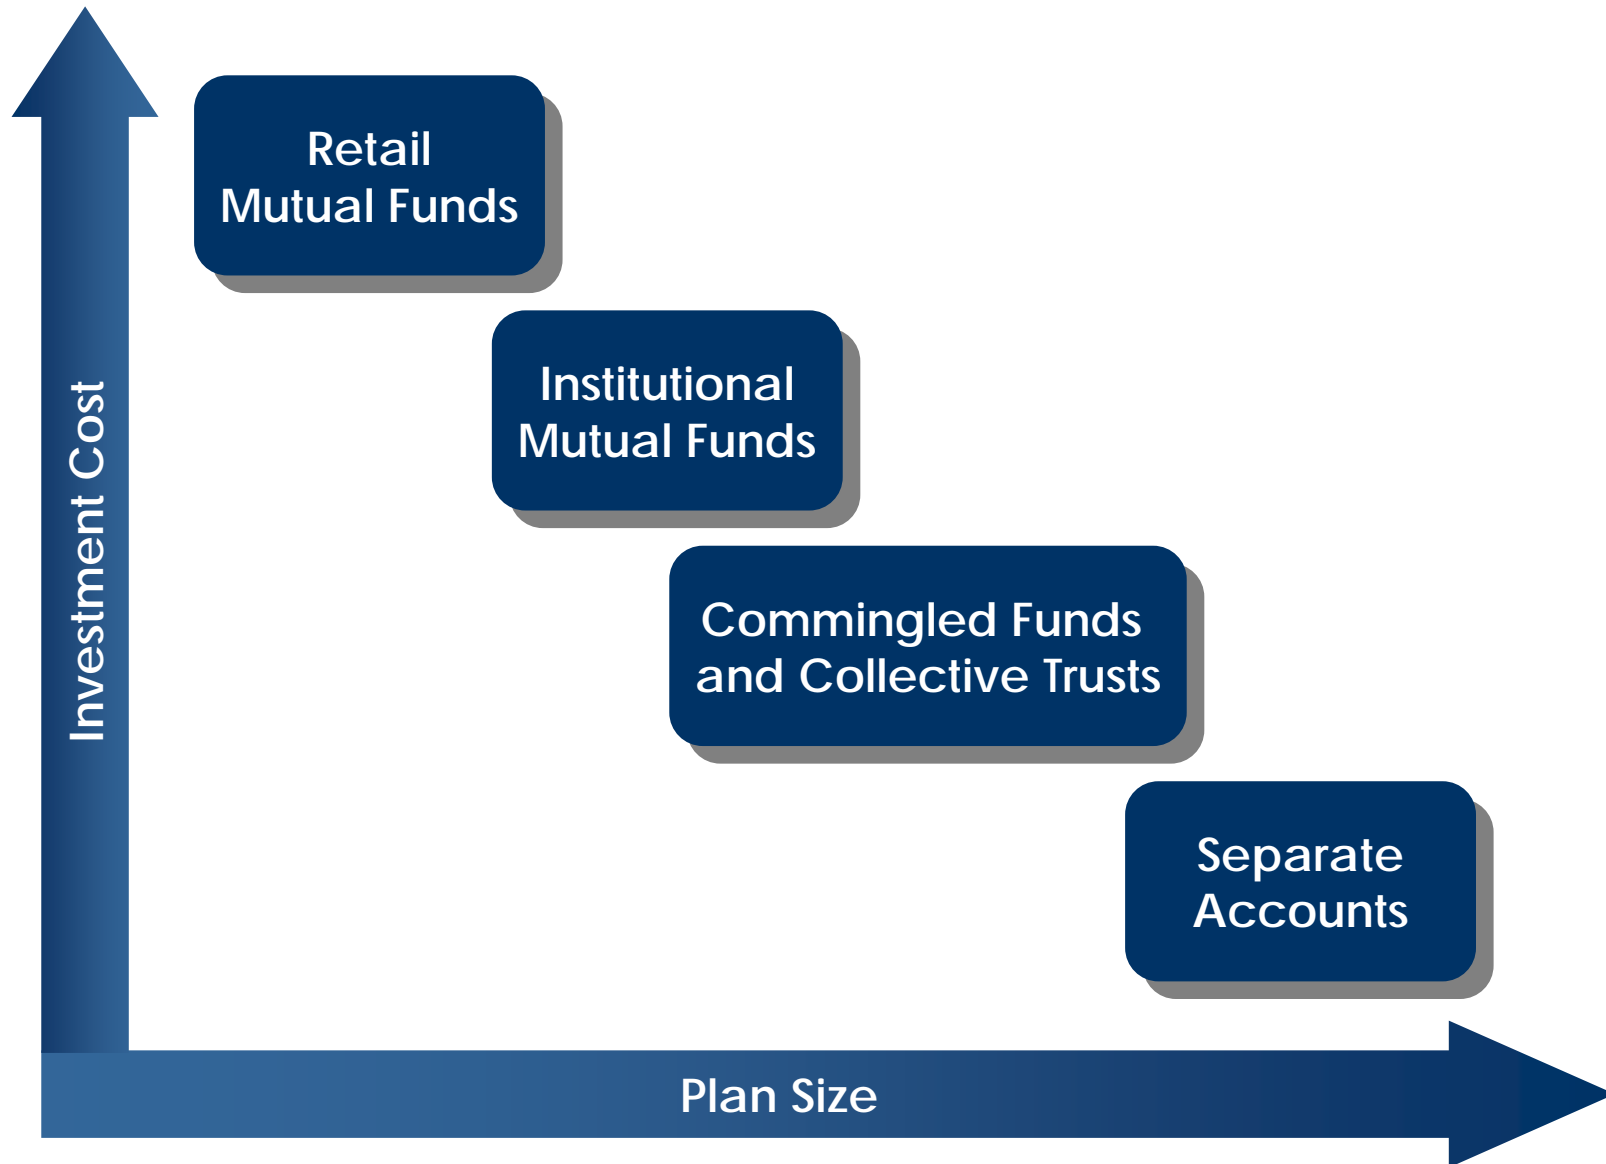 Retail
Mutual Funds
Institutional
Mutual Funds
Investment Cost
Commingled Funds
and Collective Trusts
Separate
Accounts
Plan Size